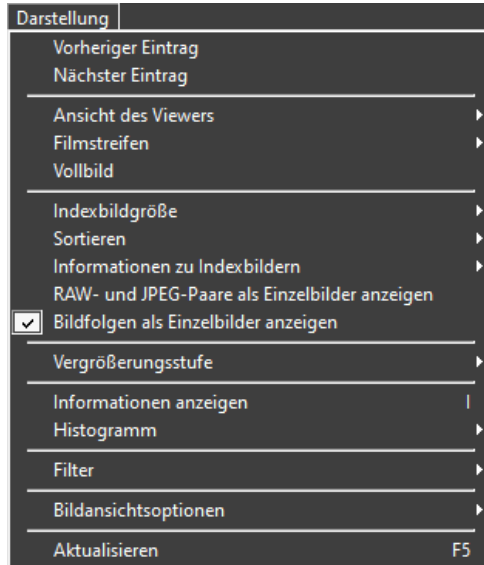 Darstellung
Vorheriger Eintrag
Nächster Eintrag
Ansicht des Viewers
Filmstreifen
Vollbild
Indexbildgröße
Sortieren
Informationen zu Indexbildern
RAW- und JPEG-Paare als Einzelbilder anzeigen
Bildfolgen als Einzelbilder anzeigen
Vergrößerungsstufe
Informationen anzeigen I
Histogramm
Filter
Bildansichtsoptionen
Aktualisieren F5